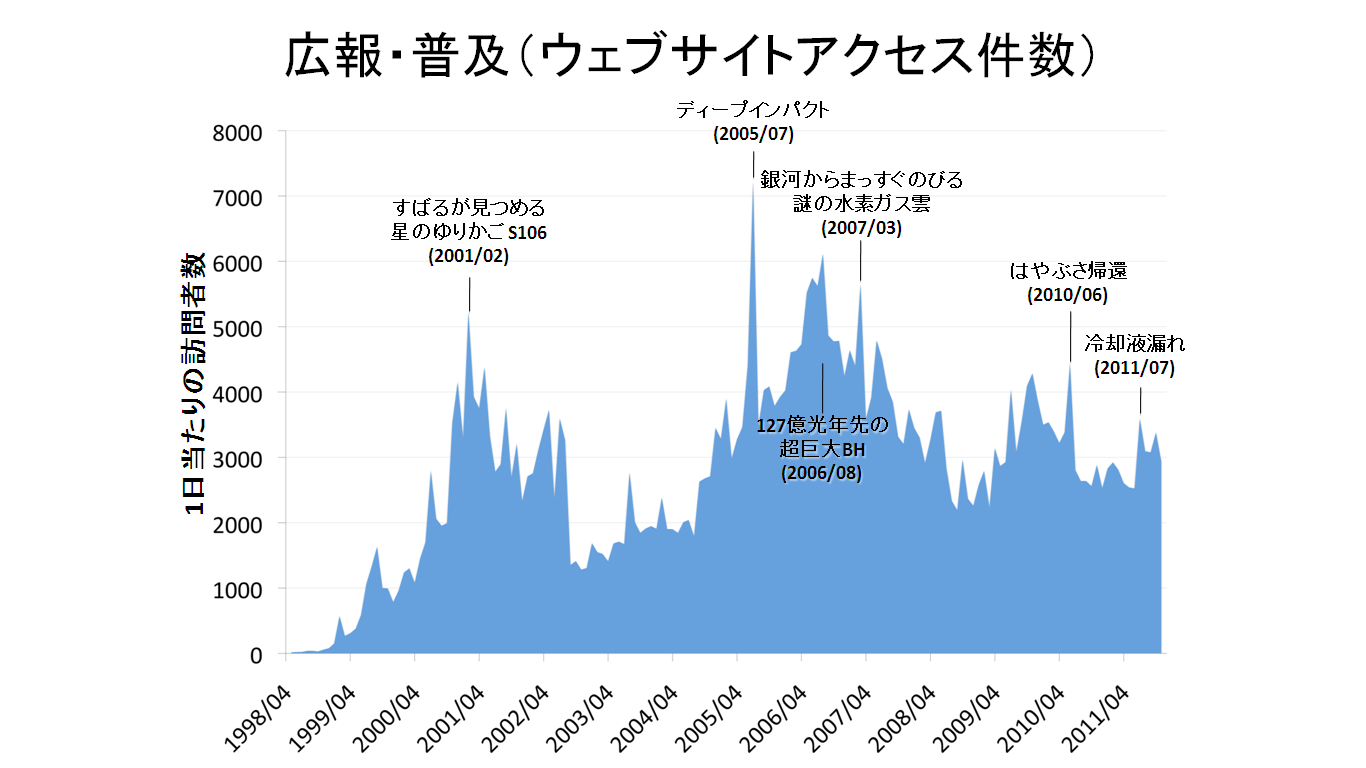 広報・普及（ウェブサイトアクセス件数）
ディープインパクト
(2005/07)
銀河からまっすぐのびる
謎の水素ガス雲
(2007/03)
すばるが見つめる
星のゆりかご S106
(2001/02)
はやぶさ帰還
(2010/06)
冷却液漏れ
(2011/07)
127億光年先の
超巨大BH
(2006/08)
1日当たりの訪問者数
8000
7000
6000
5000
4000
3000
2000
1000
0
1998/04
1999/04
2000/04
2001/04
2002/04
2003/04
2004/04
2005/04
2006/04
2007/04
2008/04
2009/04
2010/04
2011/04